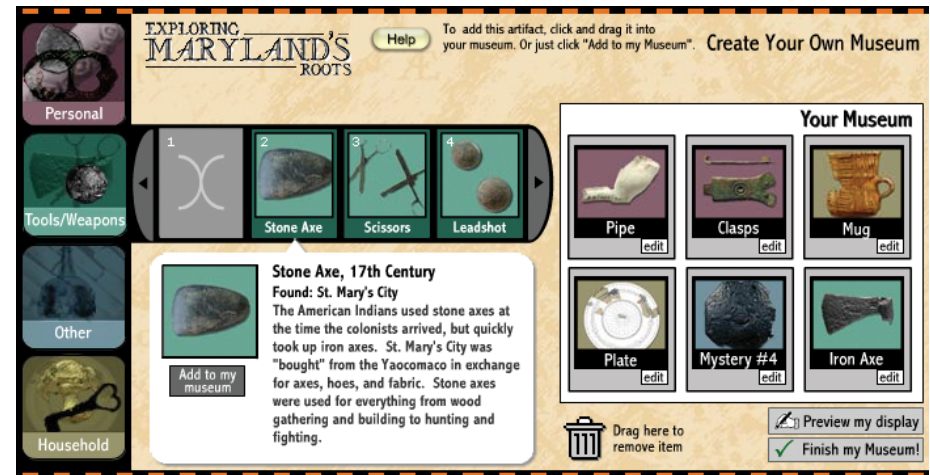 EXPLORING
MARYLAND'S
ROOTS
Help
To add this artifact, click and drag it into
your museum. Or just click "Add to my Museum".
Create Your Own Museum
Personal
Tools/Weapons
Other
Household
1
2
Stone Axe
3
Scissors
4
Leadshot
Stone Axe, 17th Century
Found: St. Mary's City
The American Indians used stone axes at
the time the colonists arrived, but quickly
took up iron axes. St. Mary's City was
"bought" from the Yaocomaco in exchange
for axes, hoes, and fabric. Stone axes
were used for everything from wood
gathering and building to hunting and
fighting.
Add to my
museum
Your Museum
Pipe
edit
Clasps
edit
Mug
edit
Plate
edit
Mystery #4
edit
Iron Axe
edit
Drag here to
remove item
Preview my display
Finish my Museum!